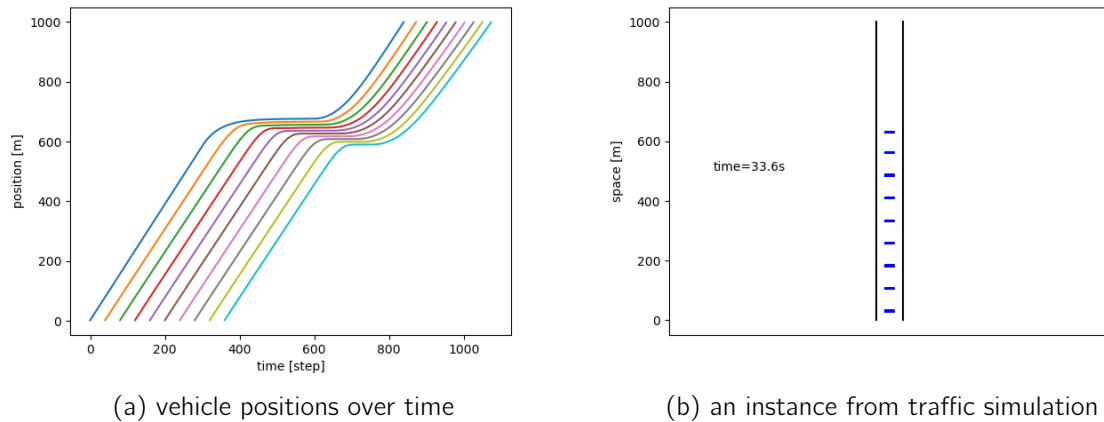 1000
800
600
400
200
0
position [m]
0 200 400 600 800 1000
time [step]
(a) vehicle positions over time
1000
800
600
400
200
0
space [m]
time=33.6s
(b) an instance from traffic simulation